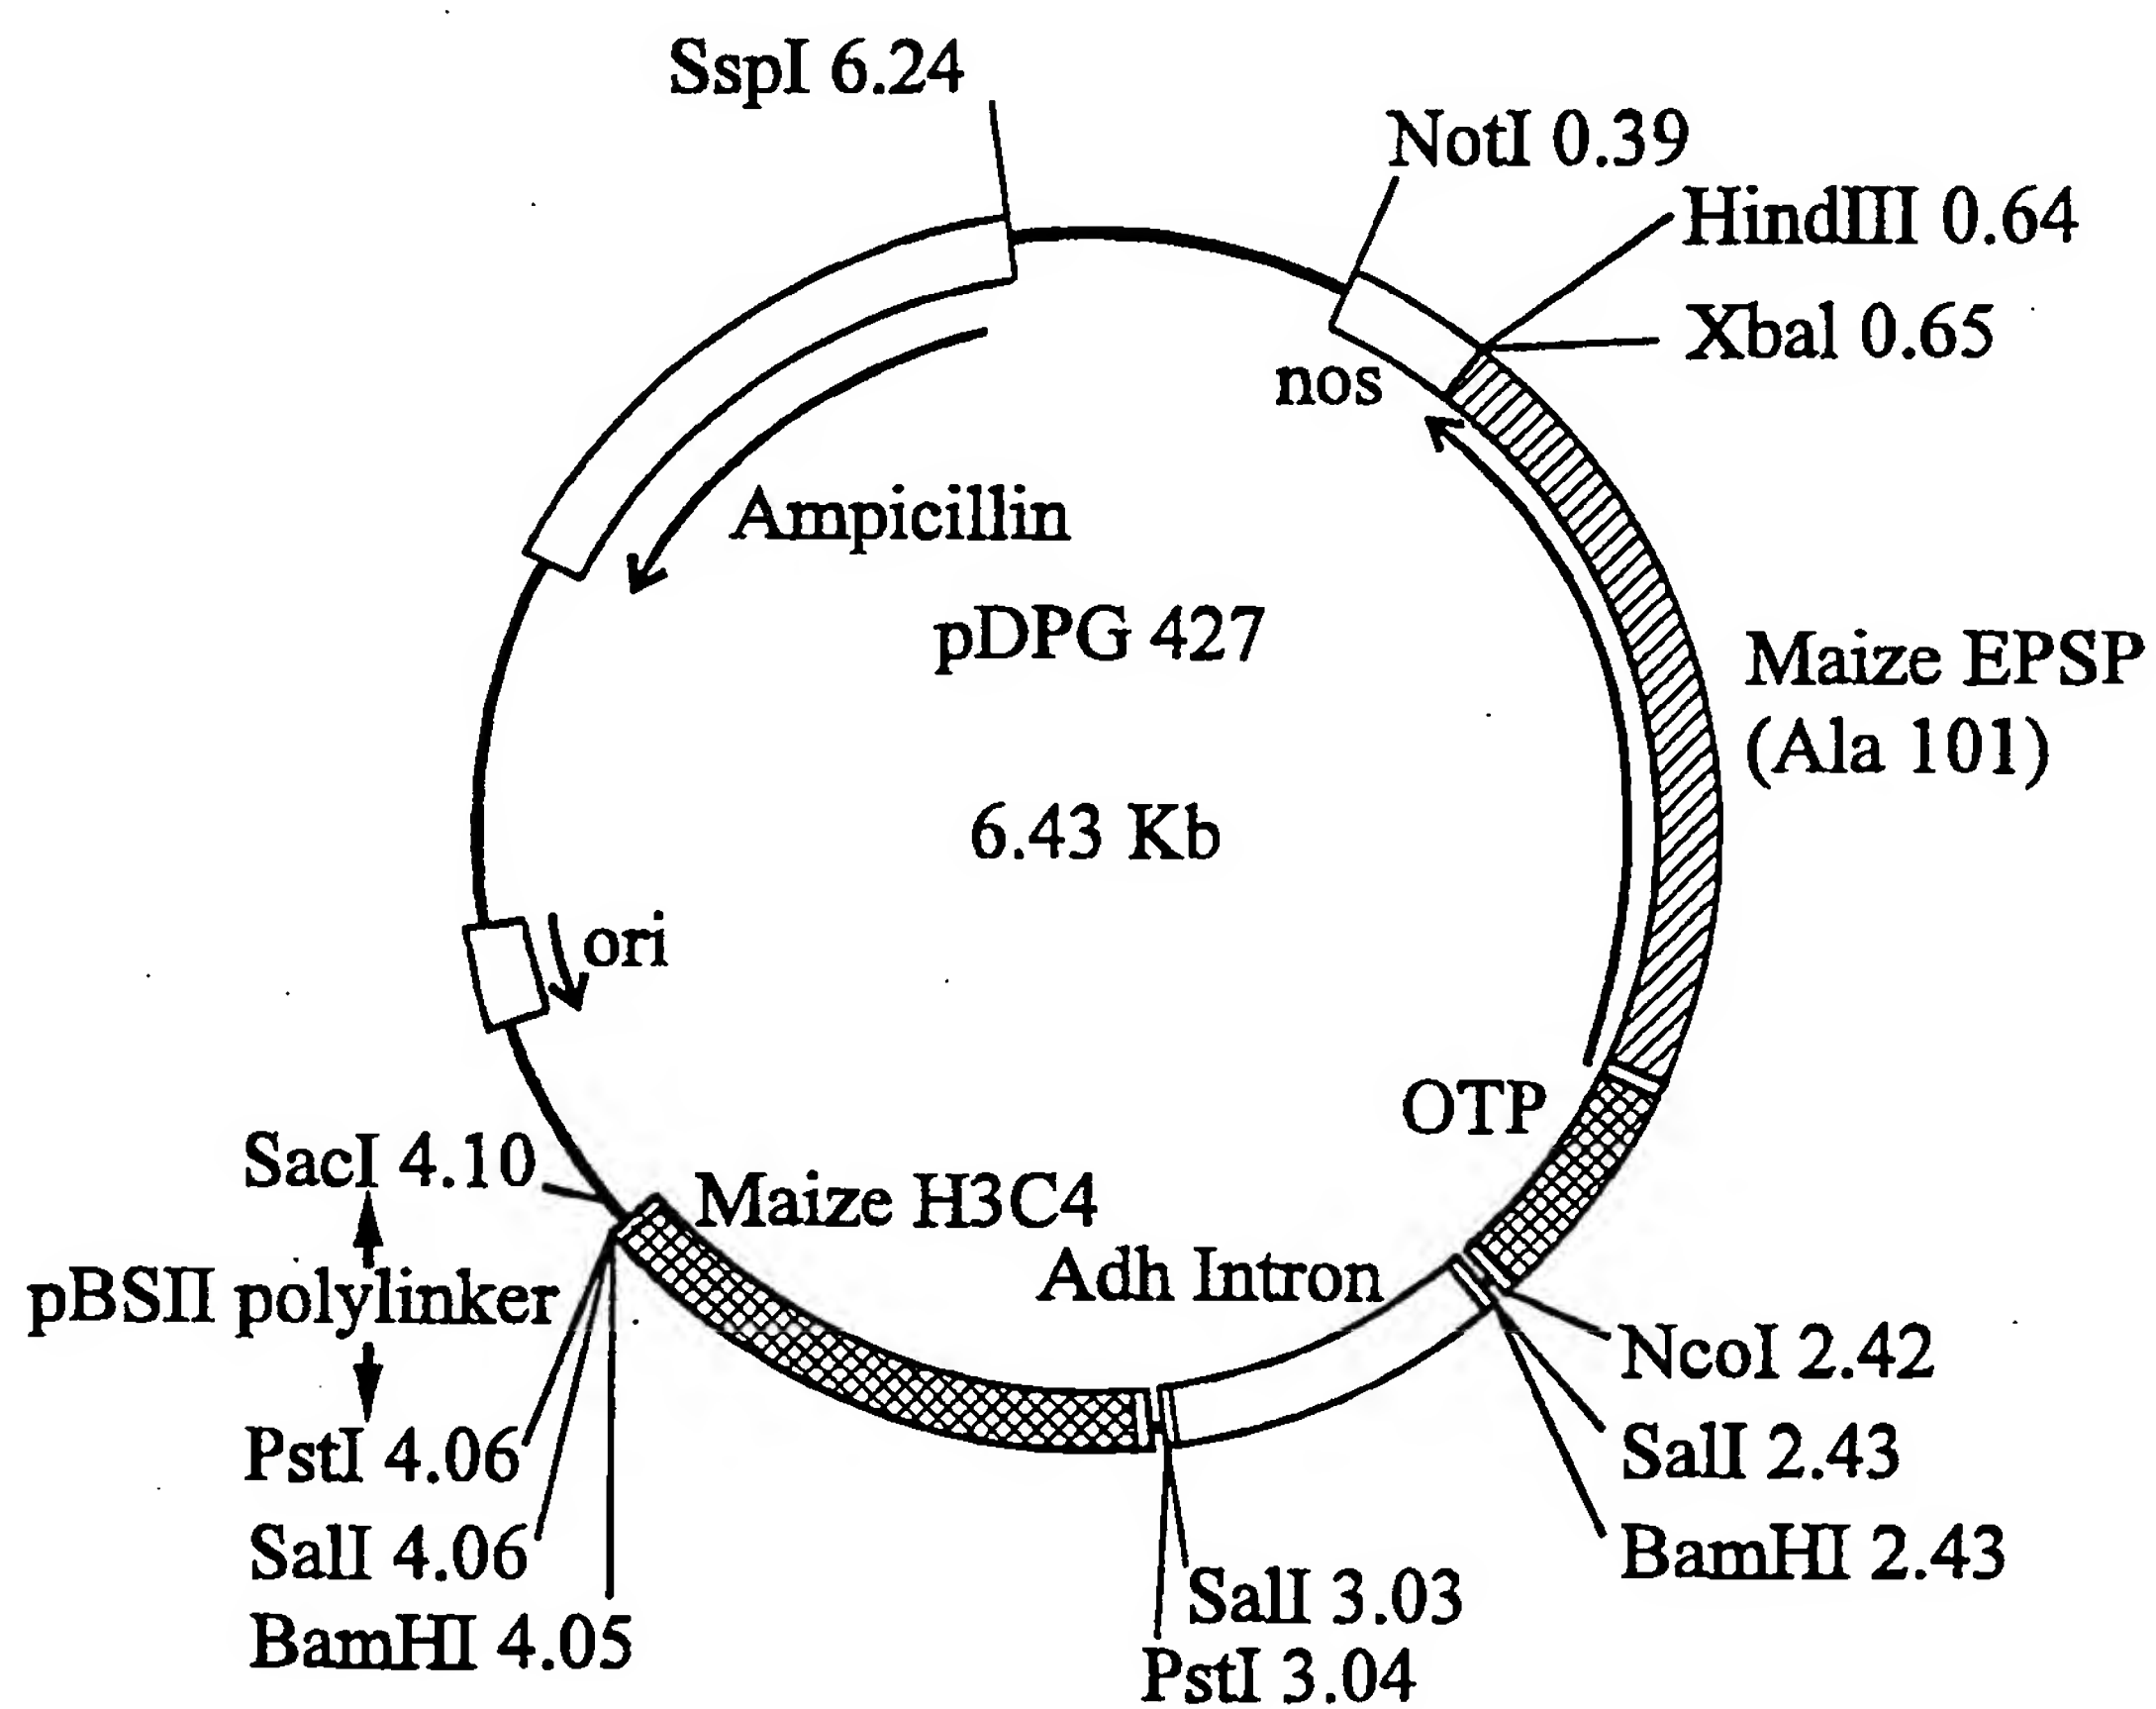 SspI 6.24
NotI 0.39
HindIII 0.64
XbaI 0.65
nos
Ampicillin
pDPG 427
Maize EPSP
(Ala 101)
6.43 Kb
ori
OTP
SacI 4.10
Maize H3C4
Adh Intron
pBSII polylinker
NcoI 2.42
PstI 4.06
SalI 2.43
SalI 4.06
BamHI 2.43
SalI 3.03
BamHI 4.05
PstI 3.04